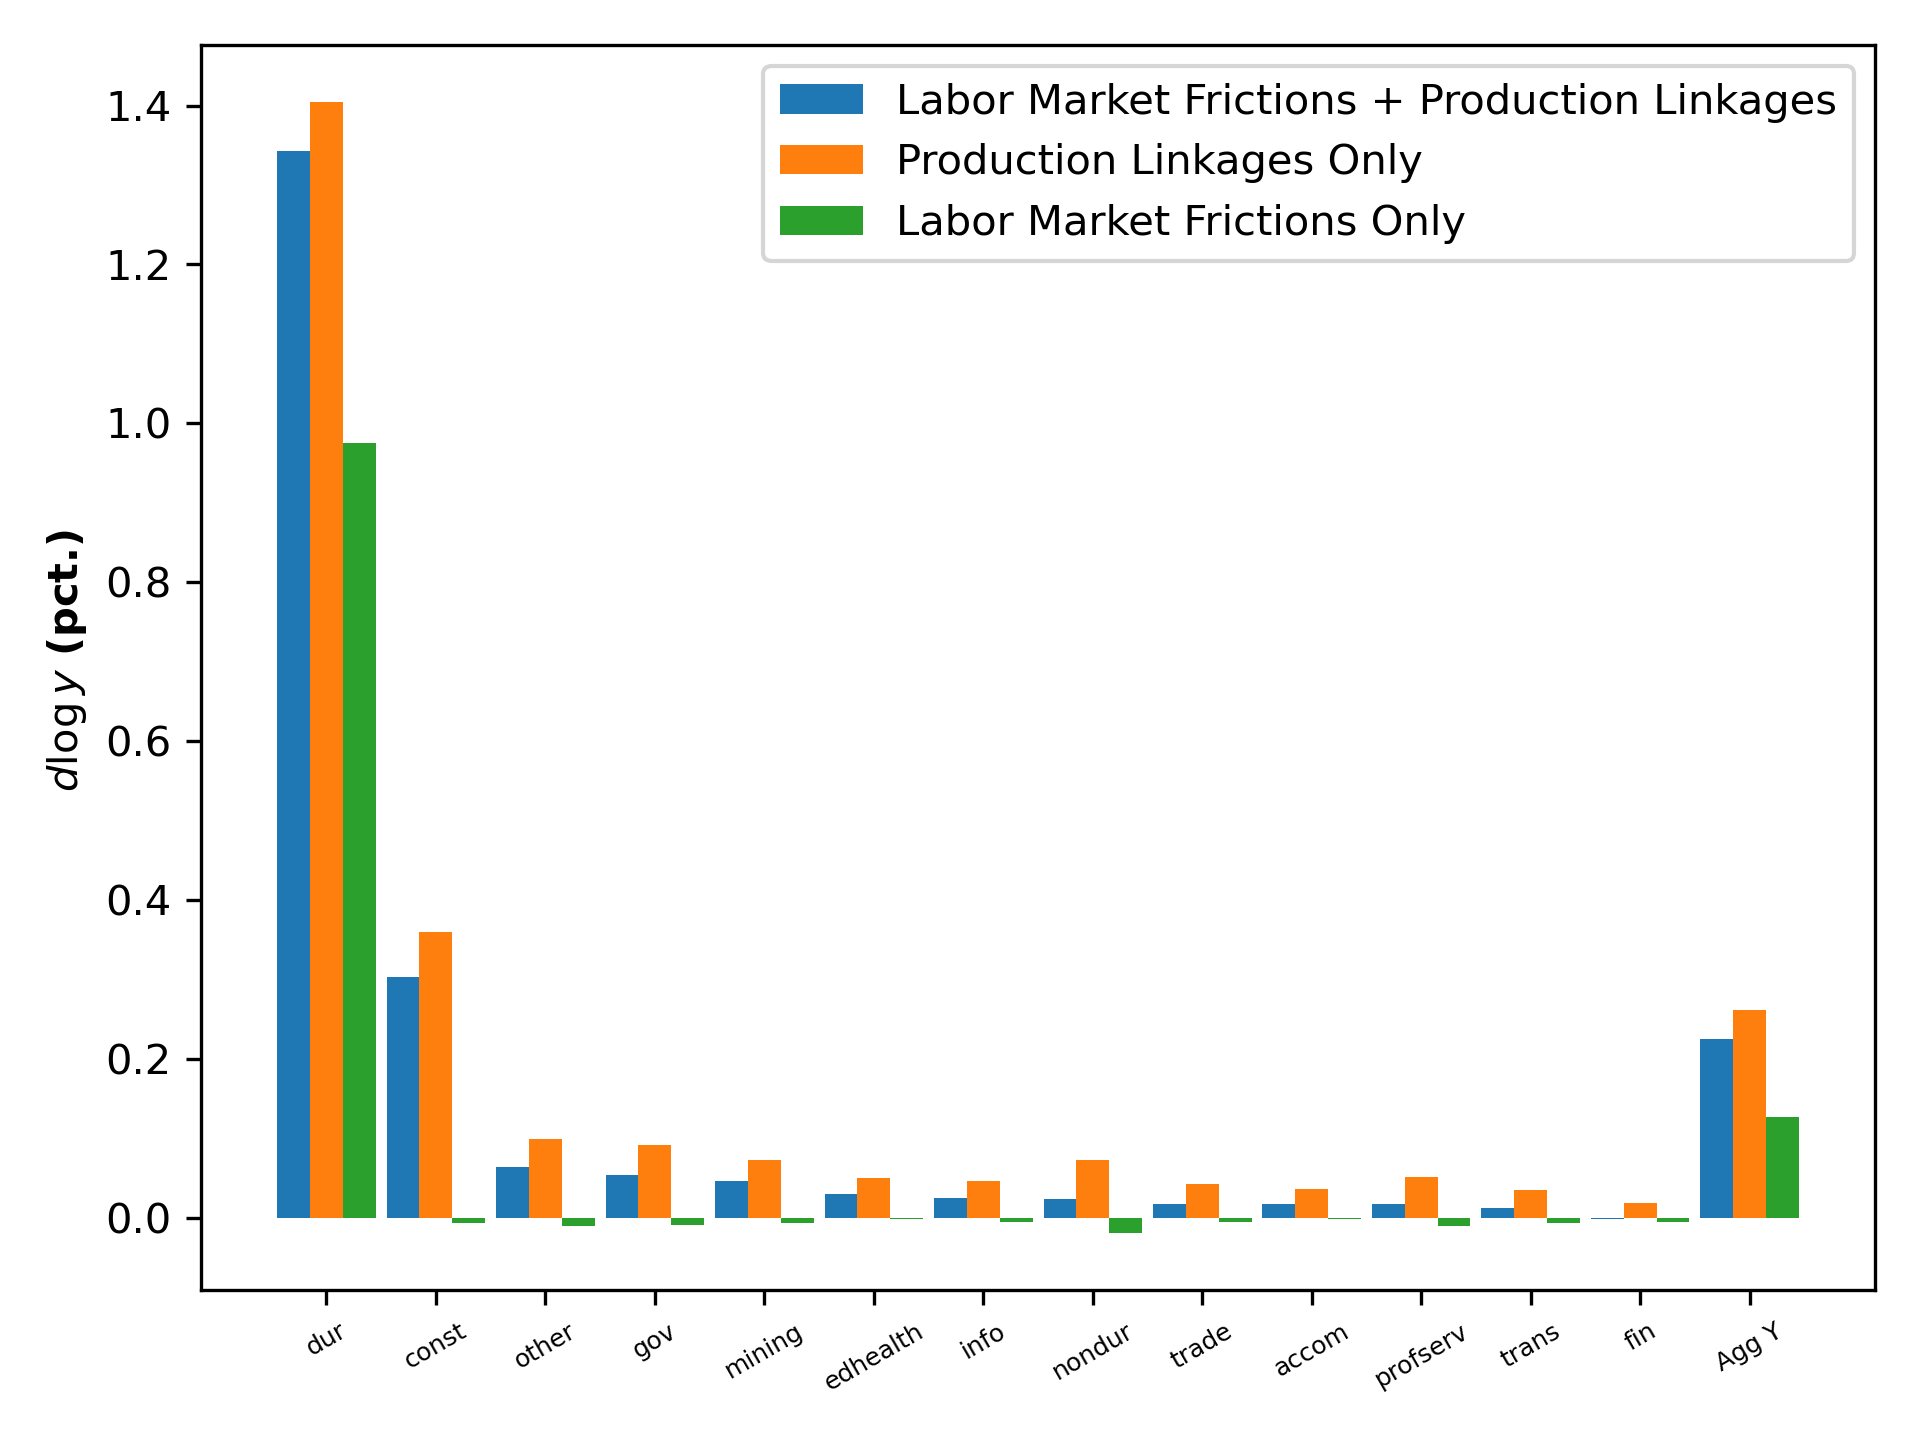 Labor Market Frictions + Production Linkages
Production Linkages Only
Labor Market Frictions Only
1.4
1.2
1.0
0.8
0.6
0.4
0.2
0.0
dlog y (pct.)
dur
const
other
gov
mining
edhealth
info
nondur
trade
accom
profserv
trans
fin
Agg Y